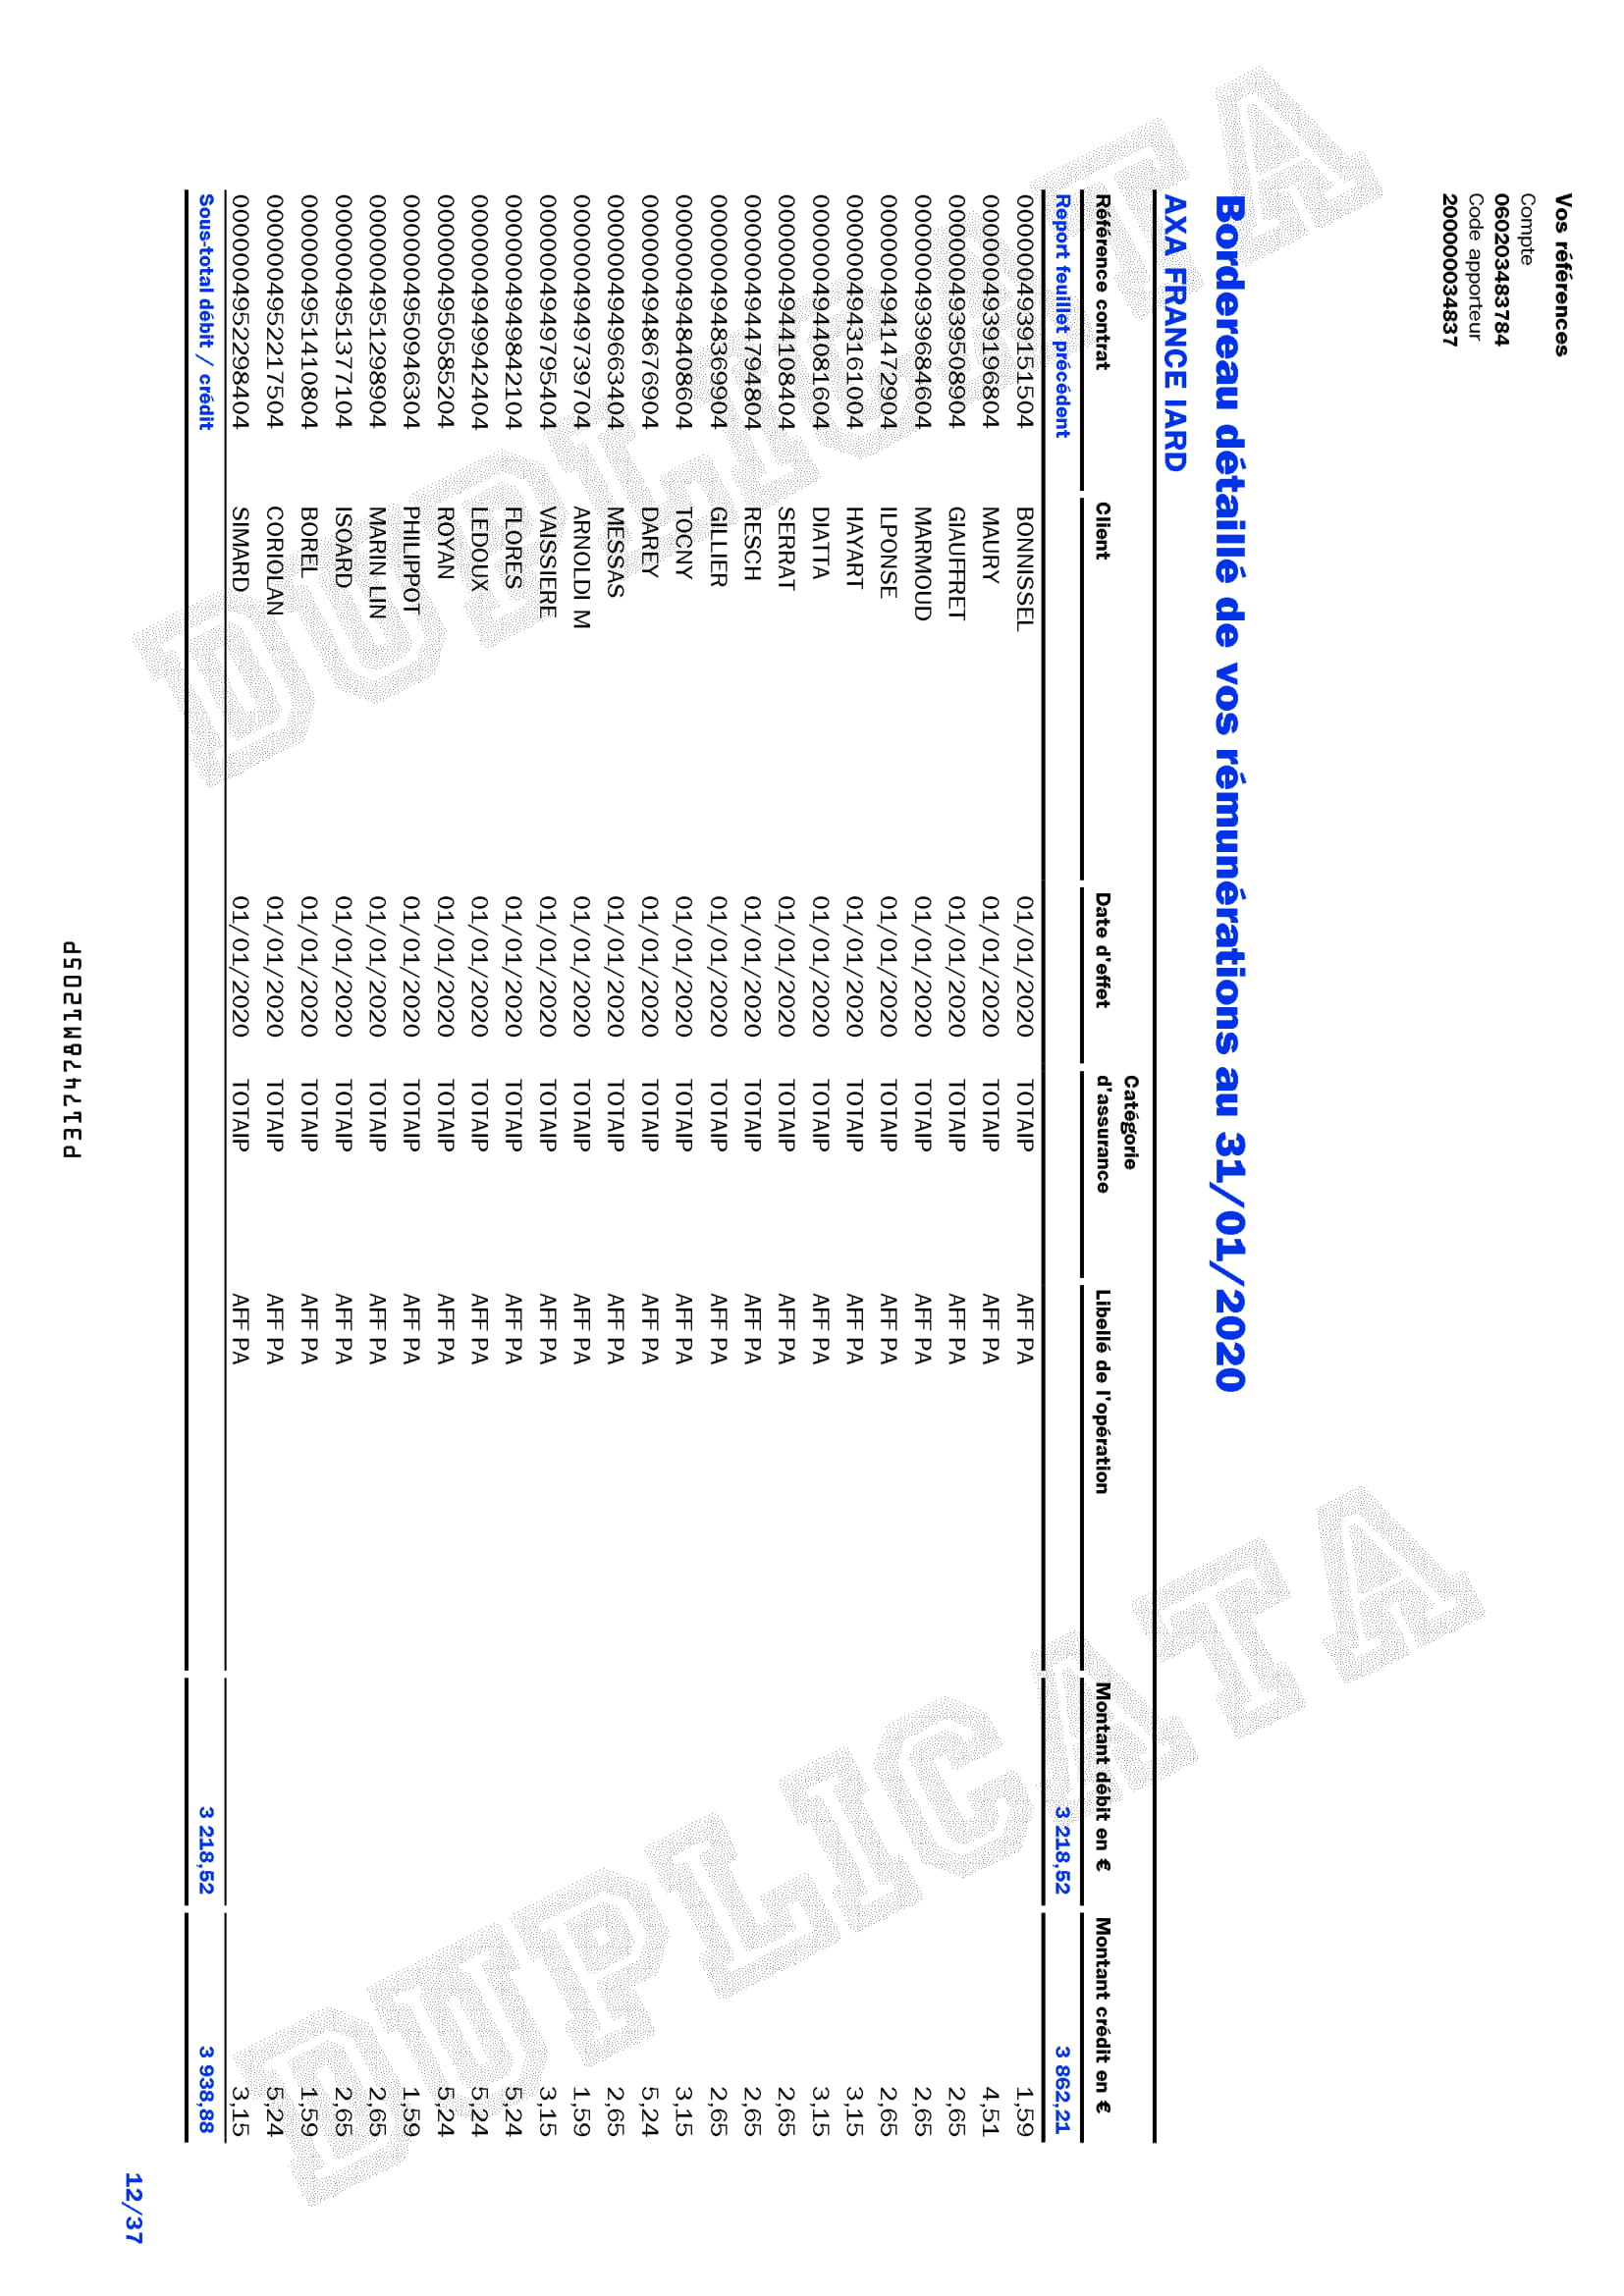 Vos références
Compte
060203483784
Code apporteur
2000000034837
Bordereau détaillé de vos rémunérations au 31/01/2020
AXA FRANCE IARD
Référence contrat Client Date d'effet Catégorie d'assurance Libellé de l'opération Montant débit en € Montant crédit en €
Report feuillet précédent 3 218,52 3 862,21
0000004939151504 BONNISSEL 01/01/2020 TOTAIP AFF PA 1,59
0000004939196804 MAURY 01/01/2020 TOTAIP AFF PA 4,51
0000004939508904 GIAUFFRET 01/01/2020 TOTAIP AFF PA 2,65
0000004939684604 MARMOUD 01/01/2020 TOTAIP AFF PA 2,65
0000004941472904 ILPONSE 01/01/2020 TOTAIP AFF PA 2,65
0000004943161004 HAYART 01/01/2020 TOTAIP AFF PA 3,15
0000004944081604 DIATTA 01/01/2020 TOTAIP AFF PA 3,15
0000004944108404 SERRAT 01/01/2020 TOTAIP AFF PA 2,65
0000004944794804 RESCH 01/01/2020 TOTAIP AFF PA 2,65
0000004948369904 GILLIER 01/01/2020 TOTAIP AFF PA 2,65
0000004948408604 TOCNY 01/01/2020 TOTAIP AFF PA 3,15
0000004948676904 DAREY 01/01/2020 TOTAIP AFF PA 5,24
0000004949663404 MESSAS 01/01/2020 TOTAIP AFF PA 2,65
0000004949739704 ARNOLDI M 01/01/2020 TOTAIP AFF PA 1,59
0000004949795404 VAISSIERE 01/01/2020 TOTAIP AFF PA 3,15
0000004949842104 FLORES 01/01/2020 TOTAIP AFF PA 5,24
0000004949942404 LEDOUX 01/01/2020 TOTAIP AFF PA 5,24
0000004950585204 ROYAN 01/01/2020 TOTAIP AFF PA 5,24
0000004950946304 PHILIPPOT 01/01/2020 TOTAIP AFF PA 1,59
0000004951298904 MARIN LIN 01/01/2020 TOTAIP AFF PA 2,65
0000004951377104 ISOARD 01/01/2020 TOTAIP AFF PA 2,65
0000004951410804 BOREL 01/01/2020 TOTAIP AFF PA 1,59
0000004952217504 CORIOLAN 01/01/2020 TOTAIP AFF PA 5,24
0000004952298404 SIMARD 01/01/2020 TOTAIP AFF PA 3,15
Sous-total débit / crédit 3 218,52 3 938,88
12/37
DUPLICATA
DUPLICATA